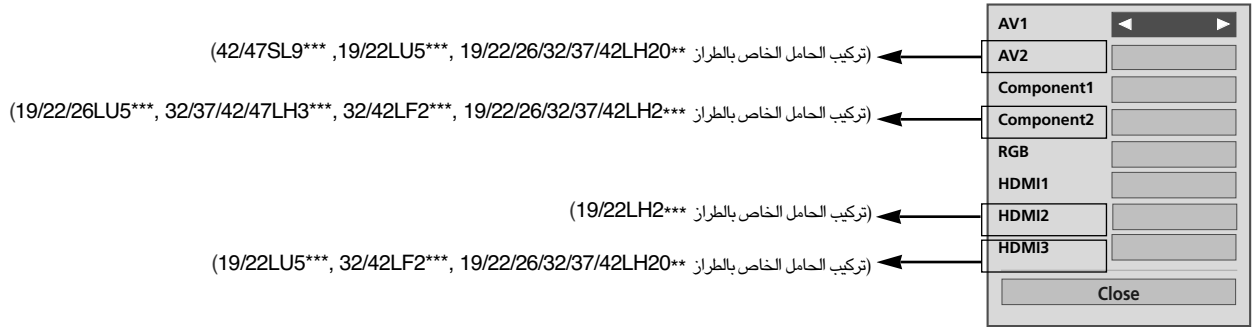 AV1
(تركيب الحامل الخاص بالطراز 19/22/26/32/37/42LH20** ,19/22LU5*** ,42/47SL9***)
AV2
Component1
(تركيب الحامل الخاص بالطراز 19/22/26/32/37/42LH2*** ,32/42LF2*** ,32/37/42/47LH3*** ,19/22/26LU5***)
Component2
RGB
HDMI1
(تركيب الحامل الخاص بالطراز 19/22LH2***)
HDMI2
(تركيب الحامل الخاص بالطراز 19/22/26/32/37/42LH20** ,32/42LF2*** ,19/22LU5***)
HDMI3
Close